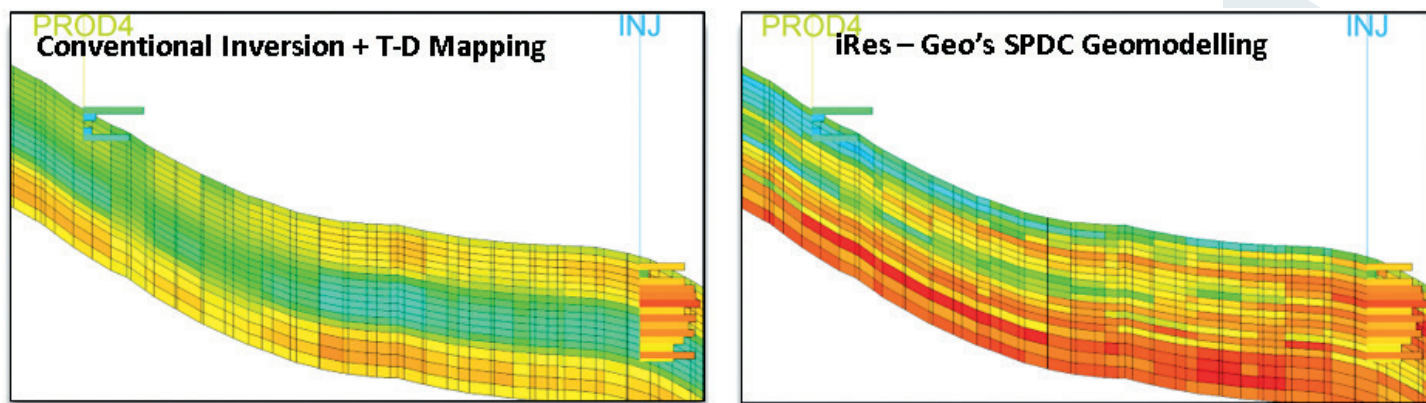 PROD4
INJ
Conventional Inversion + T-D Mapping
PROD4
INJ
iRes – Geo's SPDC Geomodelling